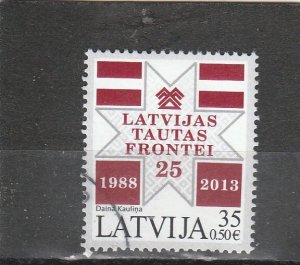 LATVIJAS
TAUTAS
FRONTEI
25
1988 2013
Daina Kauliņa
LATVIJA 35
0.50€